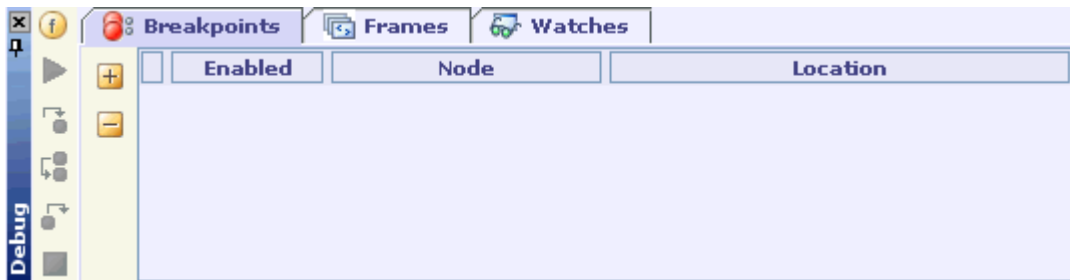 f Breakpoints Frames Watches
Enabled Node Location
Debug